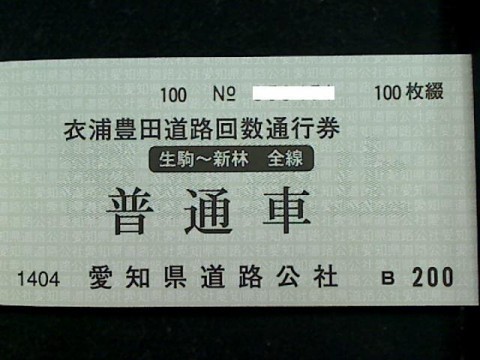 100 № 100枚綴
衣浦豊田道路回数通行券
生駒～新林 全線
普通車
1404 愛知県道路公社 B 200